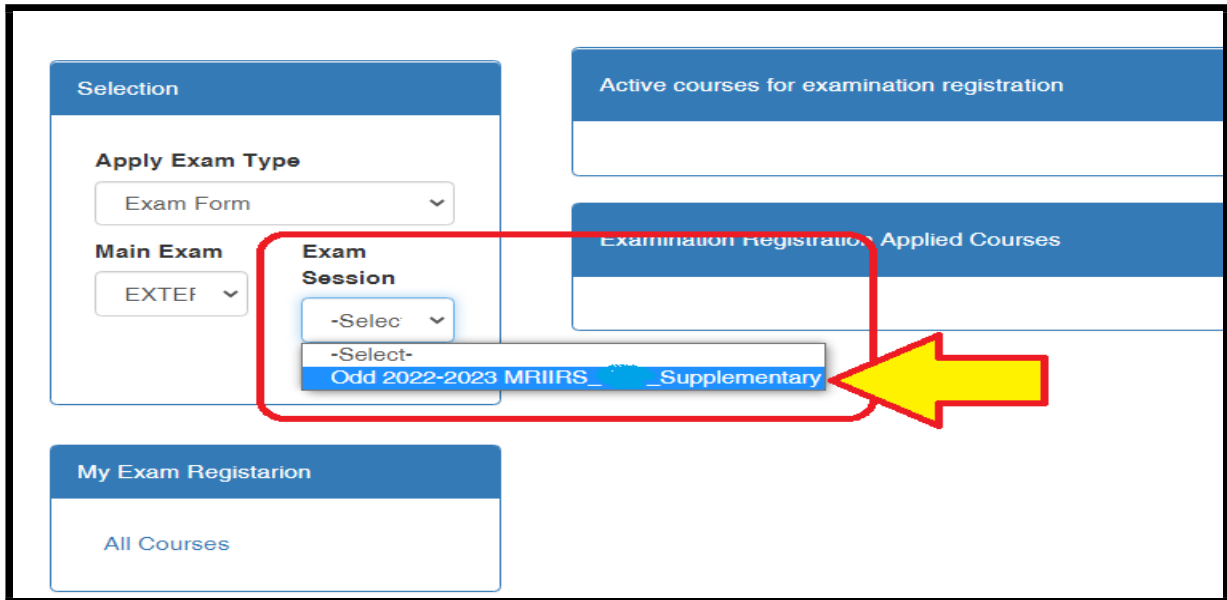 Selection
Apply Exam Type
Exam Form
Main Exam
EXTEF
Exam
Session
-Selec
-Select-
Odd 2022-2023 MRIIRS_ _Supplementary
My Exam Registarion
All Courses
Active courses for examination registration
Examination Registration Applied Courses